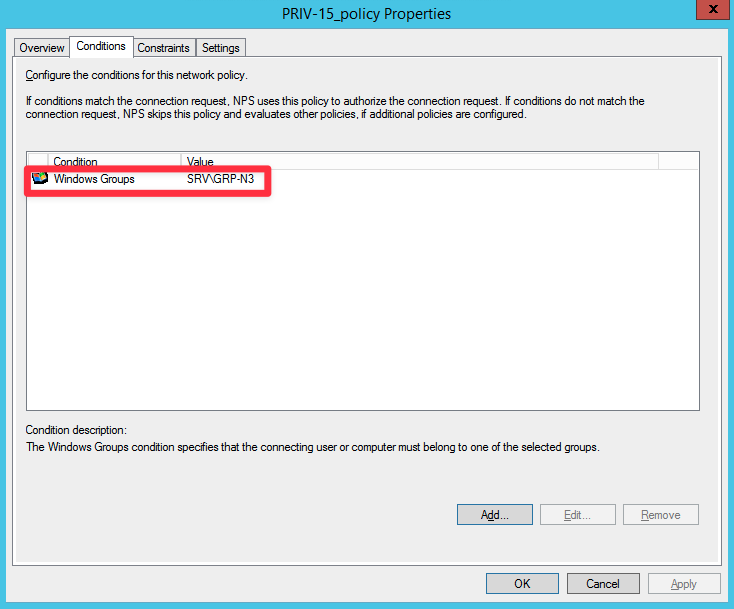 PRIV-15_policy Properties
x
Overview Conditions Constraints Settings
Configure the conditions for this network policy.
If conditions match the connection request, NPS uses this policy to authorize the connection request. If conditions do not match the
connection request, NPS skips this policy and evaluates other policies, if additional policies are configured.
Condition Value
Windows Groups SRV\GRP-N3
Condition description:
The Windows Groups condition specifies that the connecting user or computer must belong to one of the selected groups.
Add... Edit... Remove
OK Cancel Apply